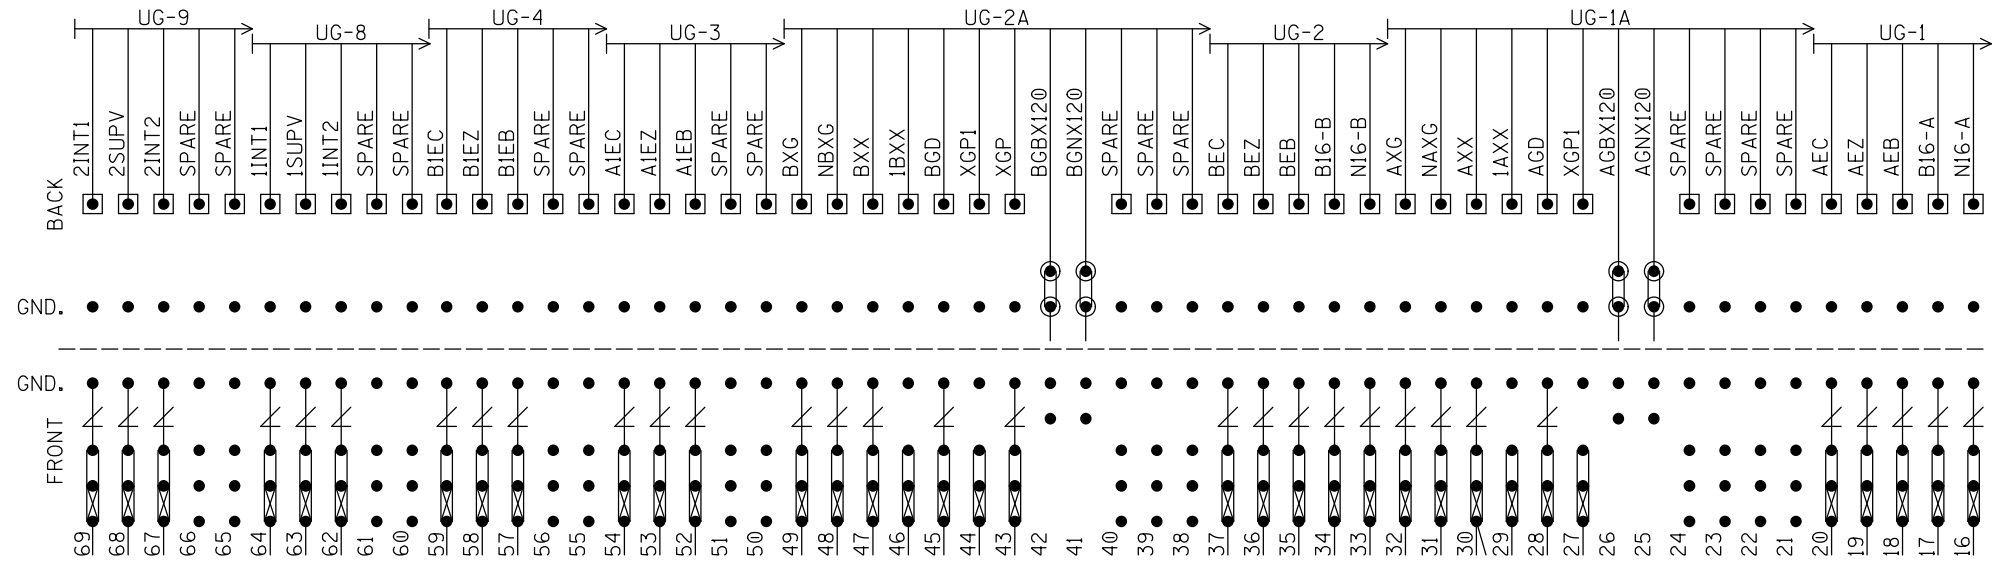 UG-9 UG-4 UG-2A UG-1A
UG-8 UG-3 UG-2 UG-1
BACK
2INT1
2SUPV
2INT2
SPARE
SPARE
1INT1
1SUPV
1INT2
SPARE
SPARE
B1EC
B1EZ
B1EB
SPARE
SPARE
A1EC
A1EZ
A1EB
SPARE
SPARE
BXG
NBXG
BXX
1BXX
BGD
XGP1
XGP
BGBX120
BGNX120
SPARE
SPARE
SPARE
BEC
BEZ
BEB
B16-B
N16-B
AXG
NAXG
AXX
1AXX
AGD
XGP1
AGBX120
AGNX120
SPARE
SPARE
SPARE
SPARE
AEC
AEZ
AEB
B16-A
N16-A
GND.
GND.
FRONT
69
68
67
66
65
64
63
62
61
60
59
58
57
56
55
54
53
52
51
50
49
48
47
46
45
44
43
42
41
40
39
38
37
36
35
34
33
32
31
30
29
28
27
26
25
24
23
22
21
20
19
18
17
16